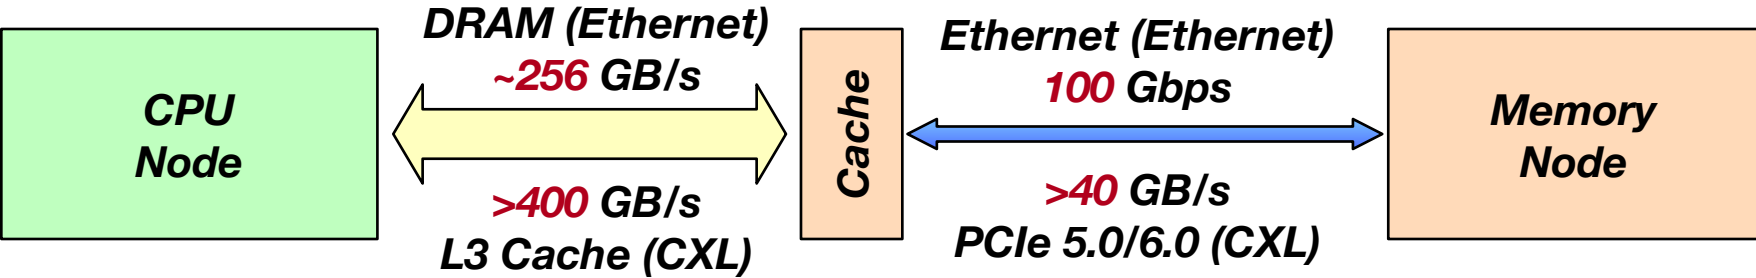 CPU
Node
DRAM (Ethernet)
~256 GB/s
>400 GB/s
L3 Cache (CXL)
Cache
Ethernet (Ethernet)
100 Gbps
>40 GB/s
PCIe 5.0/6.0 (CXL)
Memory
Node